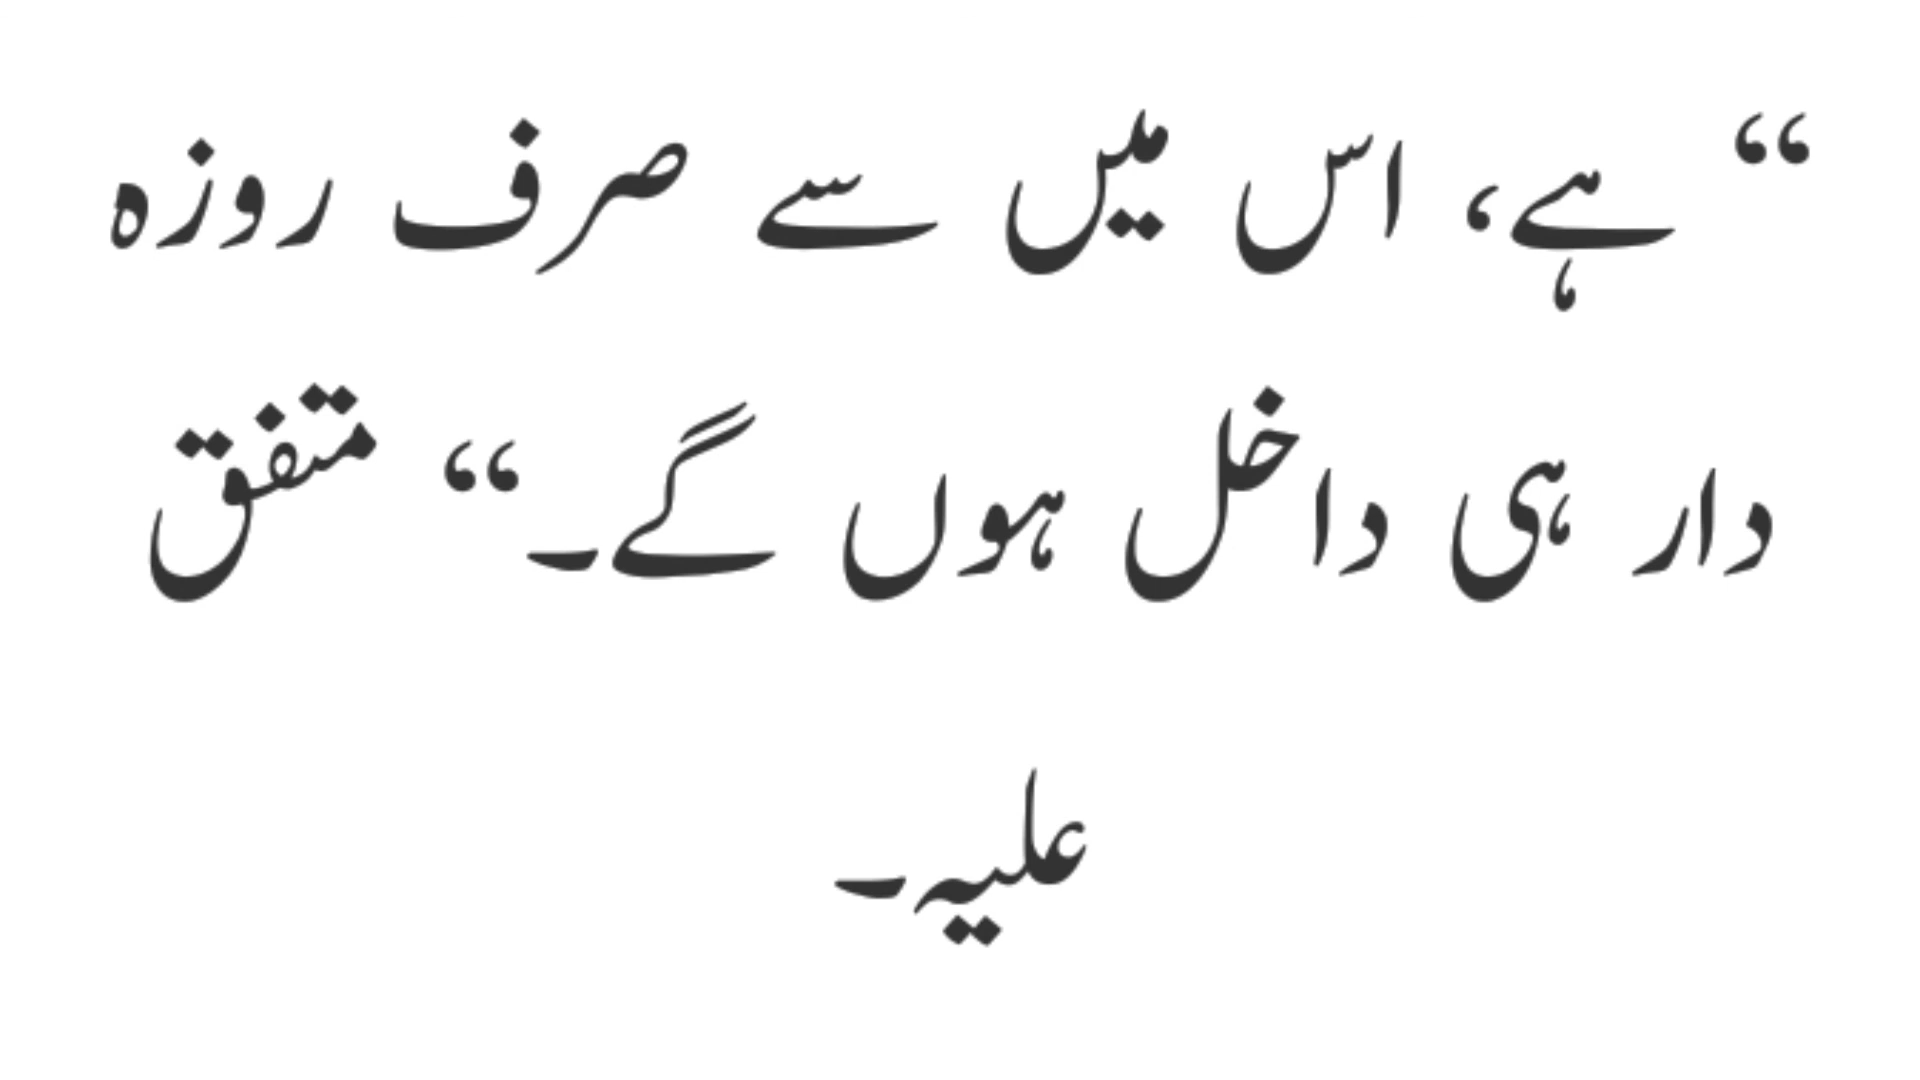 “ ہے، اس میں سے صرف روزہ
دار ہی داخل ہوں گے۔“ متفق
علیہ۔